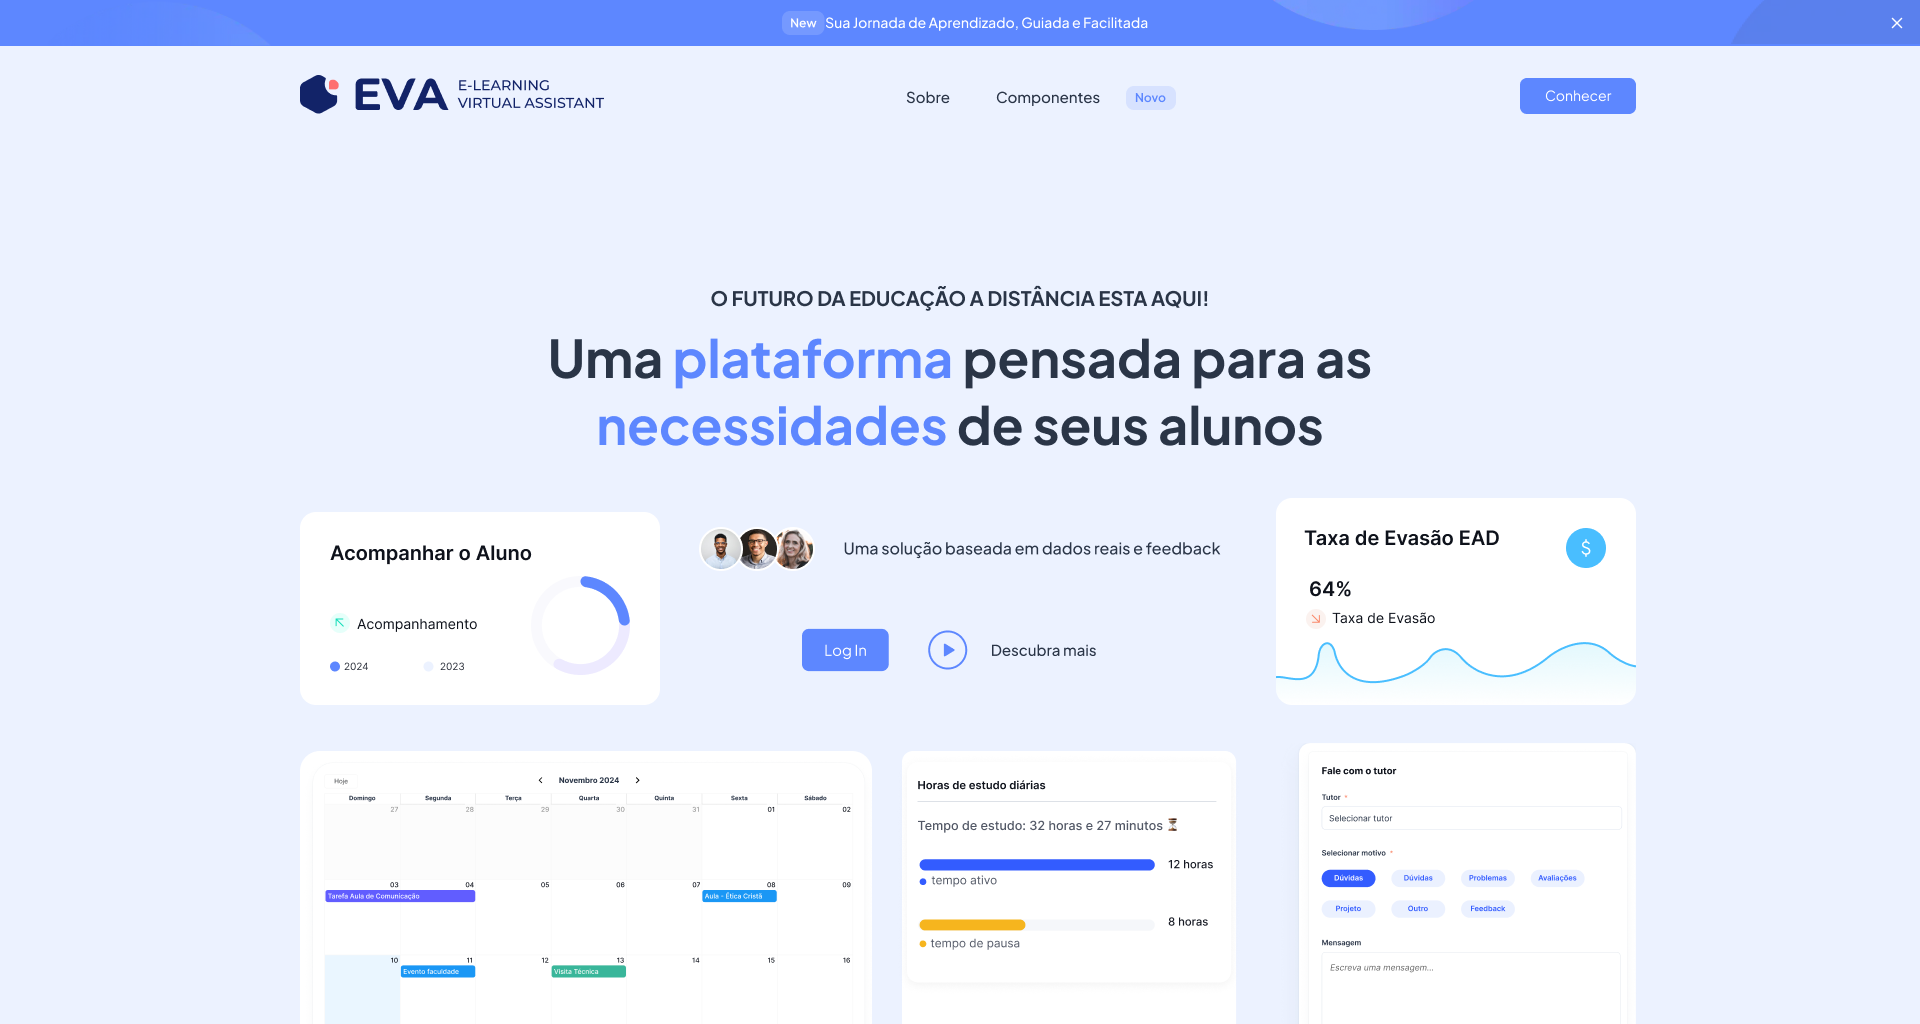 New Sua Jornada de Aprendizado, Guiada e Facilitada
EVA E-LEARNING
VIRTUAL ASSISTANT
Sobre
Componentes
Novo
Conhecer
O FUTURO DA EDUCAÇÃO A DISTÂNCIA ESTA AQUI!
Uma plataforma pensada para as
necessidades de seus alunos
Acompanhar o Aluno
Acompanhamento
2024
2023
Uma solução baseada em dados reais e feedback
Log In
Descubra mais
Taxa de Evasão EAD
$
64%
Taxa de Evasão
Hoje
Novembro 2024
Domingo Segunda Terça Quarta Quinta Sexta Sábado
27 28 29 30 31 01 02
03 04 05 06 07 08 09
Tarefa Aula de Comunicação
Aula - Ética Cristã
10 11 12 13 14 15 16
Evento faculdade
Visita Técnica
Horas de estudo diárias
Tempo de estudo: 32 horas e 27 minutos ⏳
12 horas
tempo ativo
8 horas
tempo de pausa
Fale com o tutor
Tutor *
Selecionar tutor
Selecionar motivo *
Dúvidas Dúvidas Problemas Avaliações
Projeto Outro Feedback
Mensagem
Escreva uma mensagem...